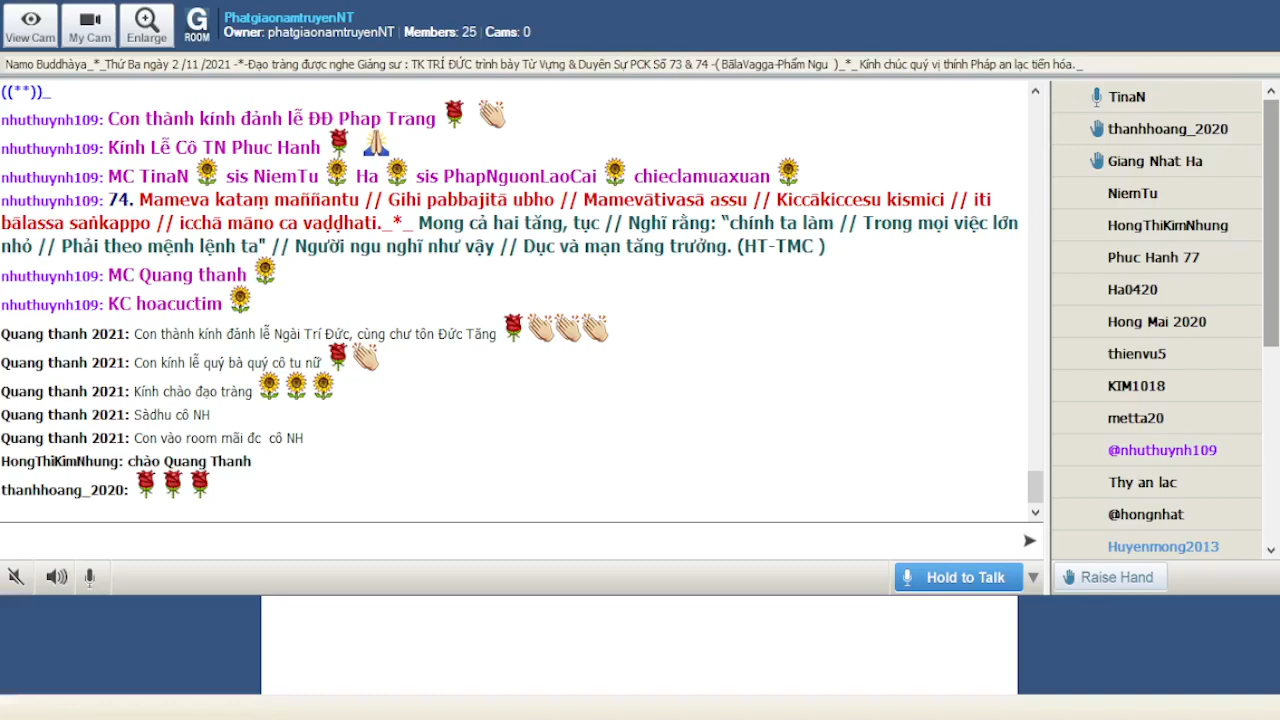 View Cam
My Cam
Enlarge
G ROOM
PhatgiaonamtruyenNT
Owner: phatgiaonamtruyenNT | Members: 25 | Cams: 0
Namo Buddhàya_*_Thứ Ba ngày 2 /11 /2021 -*-Đạo tràng được nghe Giảng sư : TK TRÍ ĐỨC trình bày Từ Vựng & Duyên Sự PCK Số 73 & 74 -( BãlaVagga-Phẩm Ngu )_*_ Kính chúc quý vị thính Pháp an lạc tiến hóa._
((**))_
nhuthuynh109: Con thành kính đảnh lễ ĐĐ Phap Trang
nhuthuynh109: Kính Lễ Cô TN Phuc Hanh
nhuthuynh109: MC TinaN sis NiemTu Ha sis PhapNguonLaoCai chieclamuaxuan
nhuthuynh109: 74. Mameva kataṃ maññantu // Gihi pabbajitā ubho // Mamevātivasā assu // Kiccākiccesu kismici // iti
bālassa saṅkappo // icchā māno ca vaḍḍhati._*_ Mong cả hai tăng, tục // Nghĩ rằng: “chính ta làm // Trong mọi việc lớn
nhỏ // Phải theo mệnh lệnh ta" // Người ngu nghĩ như vậy // Dục và mạn tăng trưởng. (HT-TMC )
nhuthuynh109: MC Quang thanh
nhuthuynh109: KC hoacuctim
Quang thanh 2021: Con thành kính đảnh lễ Ngài Trí Đức, cùng chư tôn Đức Tăng
Quang thanh 2021: Con kính lễ quý bà quý cô tu nữ
Quang thanh 2021: Kính chào đạo tràng
Quang thanh 2021: Sàdhu cô NH
Quang thanh 2021: Con vào room mãi đc cô NH
HongThiKimNhung: chào Quang Thanh
thanhhoang_2020:
TinaN
thanhhoang_2020
Giang Nhat Ha
NiemTu
HongThiKimNhung
Phuc Hanh 77
Ha0420
Hong Mai 2020
thienvu5
KIM1018
metta20
@nhuthuynh109
Thy an lac
@hongnhat
Huyenmong2013
Hold to Talk
Raise Hand